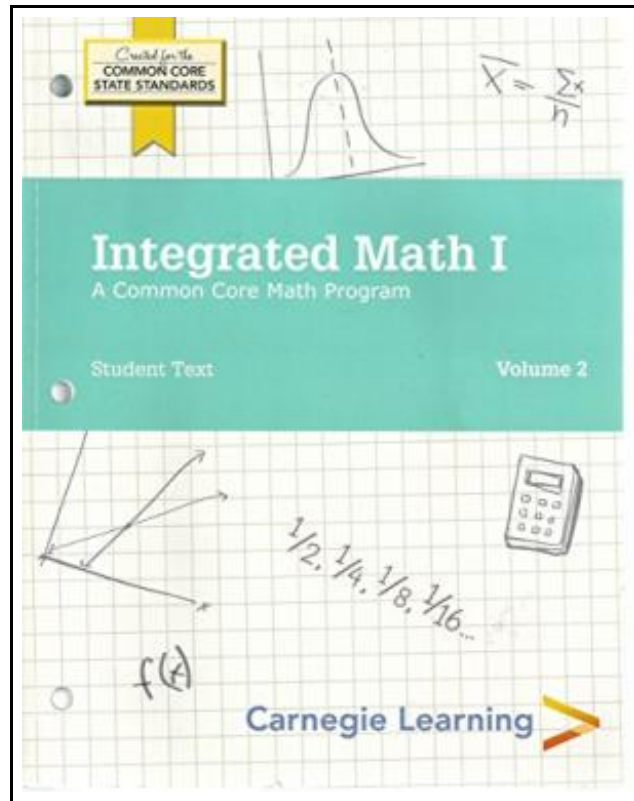 Created for the
COMMON CORE
STATE STANDARDS
X̄ = Σx
n
Integrated Math I
A Common Core Math Program
Student Text
Volume 2
1/2, 1/4, 1/8, 1/16...
x
f(x)
Carnegie Learning